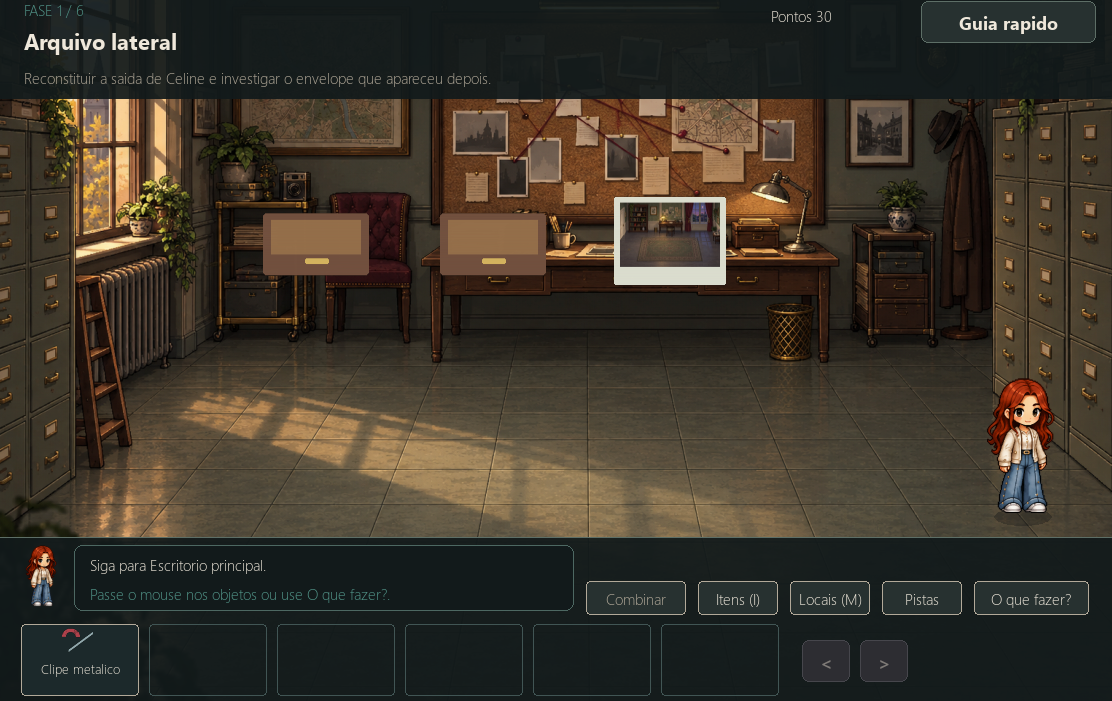 FASE 1 / 6
Arquivo lateral
Reconstituir a saida de Celine e investigar o envelope que apareceu depois.
Pontos 30
Guia rapido
Siga para Escritorio principal.
Passe o mouse nos objetos ou use O que fazer?.
Combinar
Itens (I)
Locais (M)
Pistas
O que fazer?
Clipe metalico
<
>